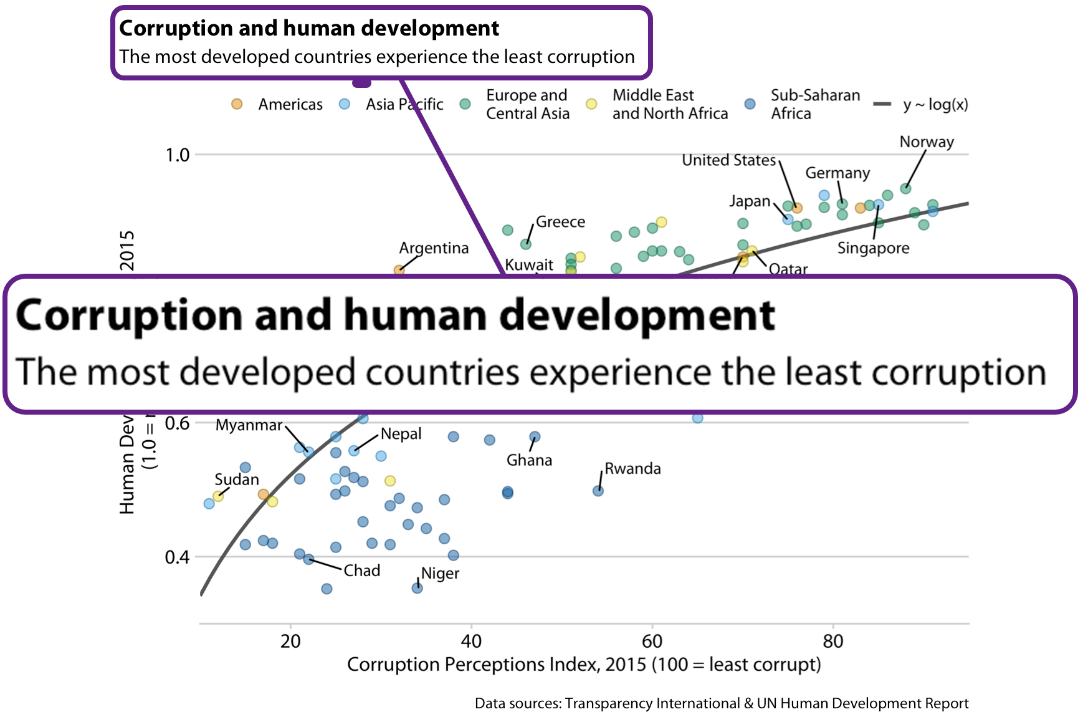 Corruption and human development
The most developed countries experience the least corruption
Americas
Asia Pacific
Europe and
Central Asia
Middle East
and North Africa
Sub-Saharan
Africa
y ~ log(x)
1.0
Norway
United States
Germany
Japan
Greece
Singapore
Argentina
Kuwait
Qatar
2015
Corruption and human development
The most developed countries experience the least corruption
Human Dev
(1.0 =
0.6
Myanmar
Nepal
Ghana
Rwanda
Sudan
0.4
Chad
Niger
20
40
60
80
Corruption Perceptions Index, 2015 (100 = least corrupt)
Data sources: Transparency International & UN Human Development Report